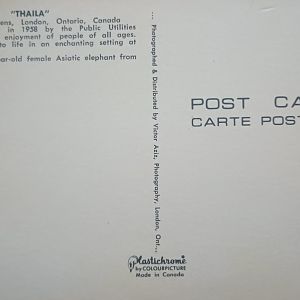 "THAILA"
ens, London, Ontario, Canada
in 1958 by the Public Utilities
enjoyment of people of all ages.
to life in an enchanting setting at
ar-old female Asiatic elephant from
... Photographed & Distributed by Victor Aziz, Photography, London, Ont...
POST CA
CARTE POST
Plastichrome
by COLOURPICTURE
Made in Canada